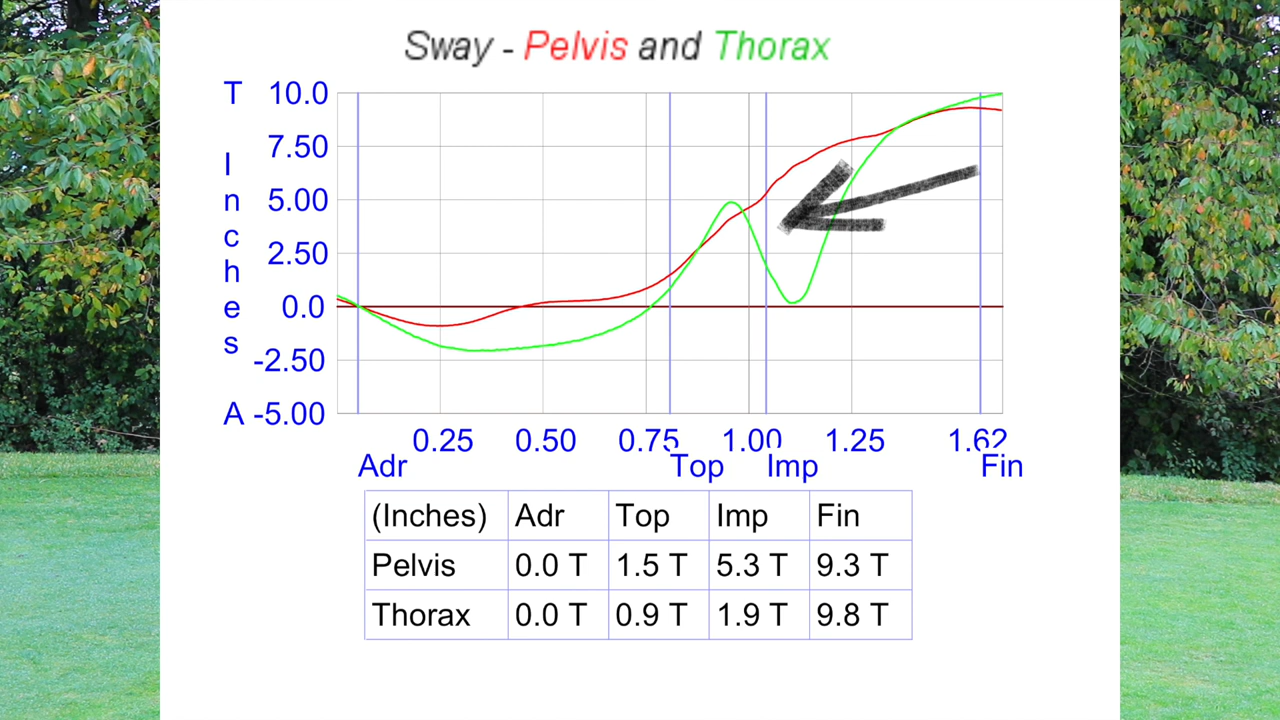 Sway - Pelvis and Thorax
T 10.0
7.50
5.00
2.50
0.0
-2.50
A -5.00
Inches
0.25 0.50 0.75 1.00 1.25 1.62
Adr Top Imp Fin
(Inches) Adr Top Imp Fin
Pelvis 0.0 T 1.5 T 5.3 T 9.3 T
Thorax 0.0 T 0.9 T 1.9 T 9.8 T